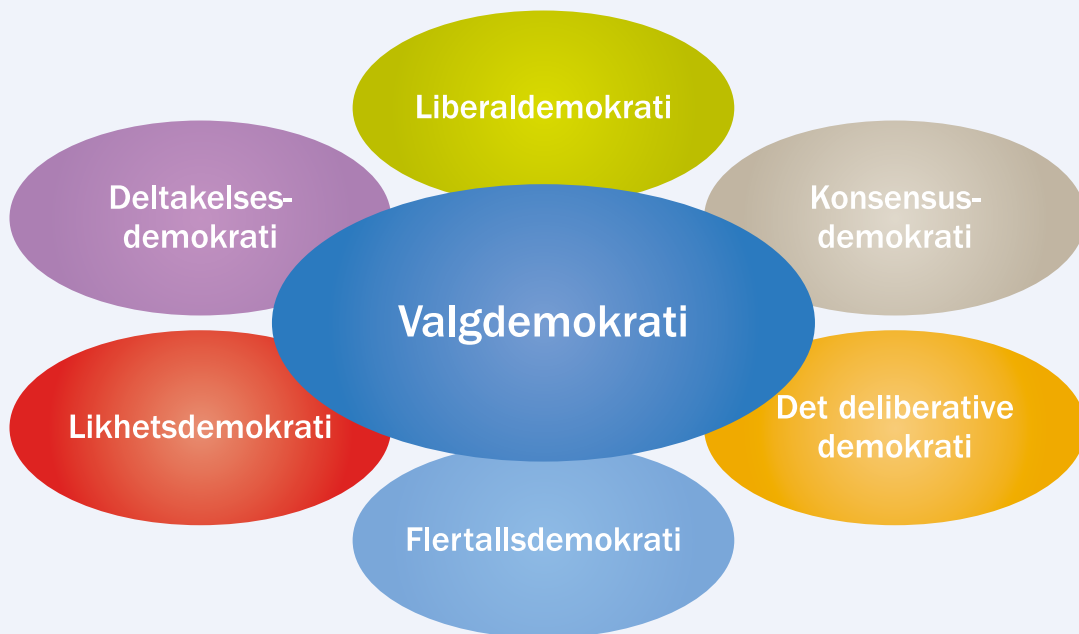 Liberaldemokrati
Deltakelses-
demokrati
Konsensus-
demokrati
Valgdemokrati
Likhetsdemokrati
Det deliberative
demokrati
Flertallsdemokrati